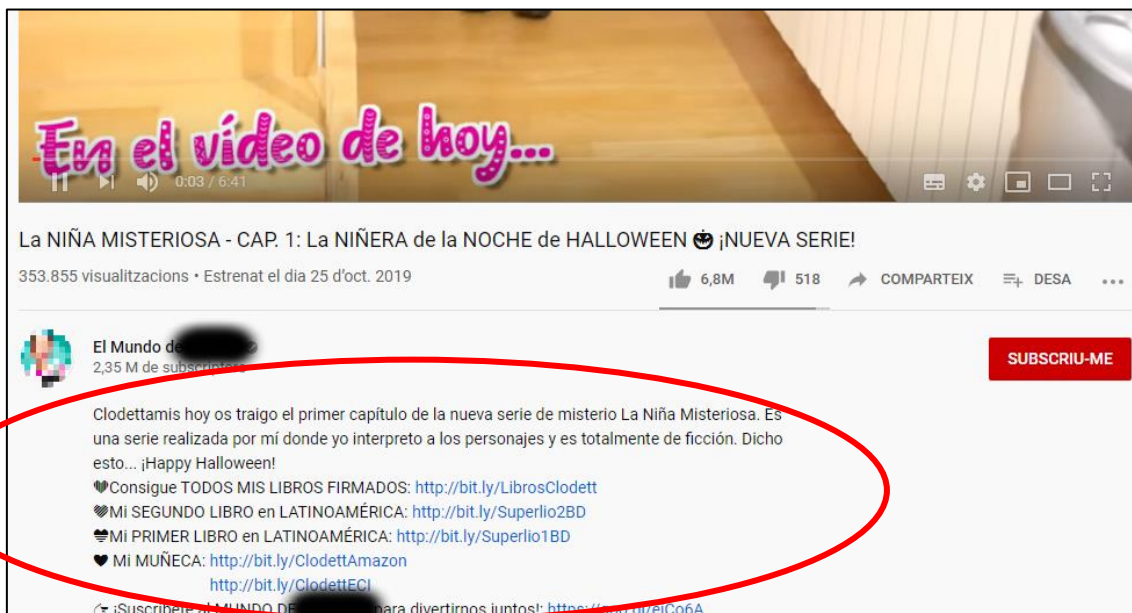 En el vídeo de hoy...
0:03 / 6:41
La NIÑA MISTERIOSA - CAP. 1: La NIÑERA de la NOCHE de HALLOWEEN 🎃 ¡NUEVA SERIE!
353.855 visualitzacions • Estrenat el dia 25 d'oct. 2019
6,8M 518 COMPARTEIX DESA
El Mundo de
2,35 M de subscriptors
SUBSCRIU-ME
Clodettamis hoy os traigo el primer capítulo de la nueva serie de misterio La Niña Misteriosa. Es
una serie realizada por mí donde yo interpreto a los personajes y es totalmente de ficción. Dicho
esto... ¡Happy Halloween!
Consigue TODOS MIS LIBROS FIRMADOS: http://bit.ly/LibrosClodett
Mi SEGUNDO LIBRO en LATINOAMÉRICA: http://bit.ly/Superlio2BD
Mi PRIMER LIBRO en LATINOAMÉRICA: http://bit.ly/Superlio1BD
Mi MUÑECA: http://bit.ly/ClodettAmazon
http://bit.ly/ClodettECI
¡Suscríbete al MUNDO DE para divertirnos juntos!: